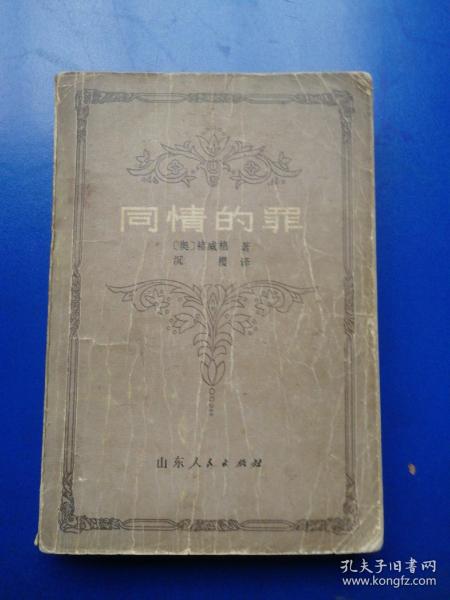 同情的罪
〔奥〕褚威格 著
沉樱 译
山东人民出版社
孔夫子旧书网
www.kongfz.com